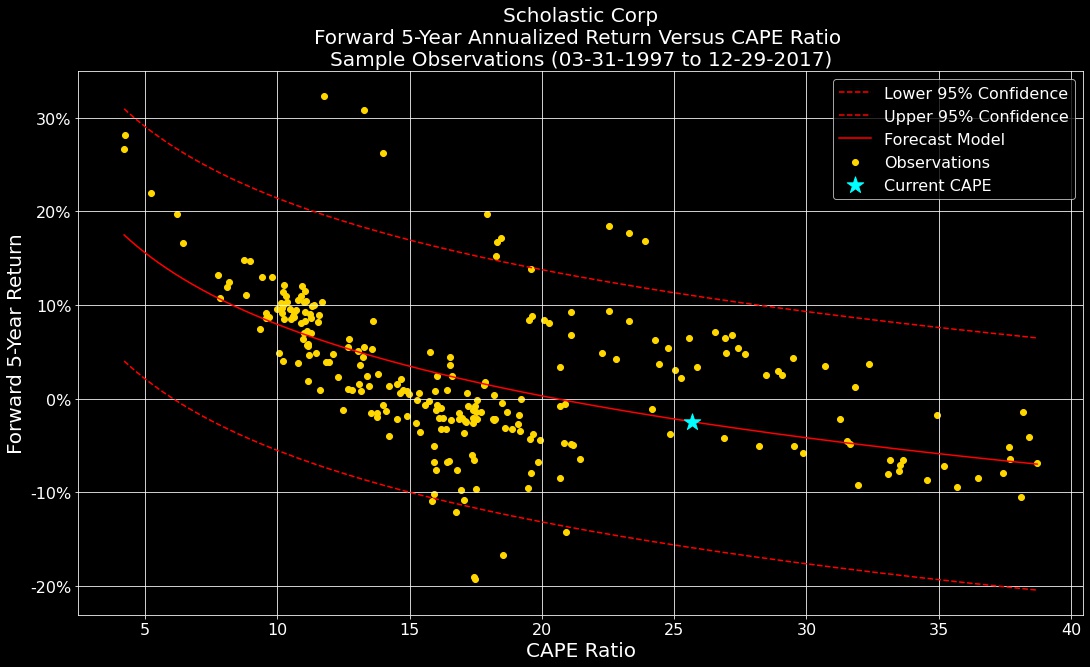 Scholastic Corp
Forward 5-Year Annualized Return Versus CAPE Ratio
Sample Observations (03-31-1997 to 12-29-2017)
Lower 95% Confidence
Upper 95% Confidence
Forecast Model
Observations
Current CAPE
Forward 5-Year Return
30%
20%
10%
0%
-10%
-20%
5 10 15 20 25 30 35 40
CAPE Ratio